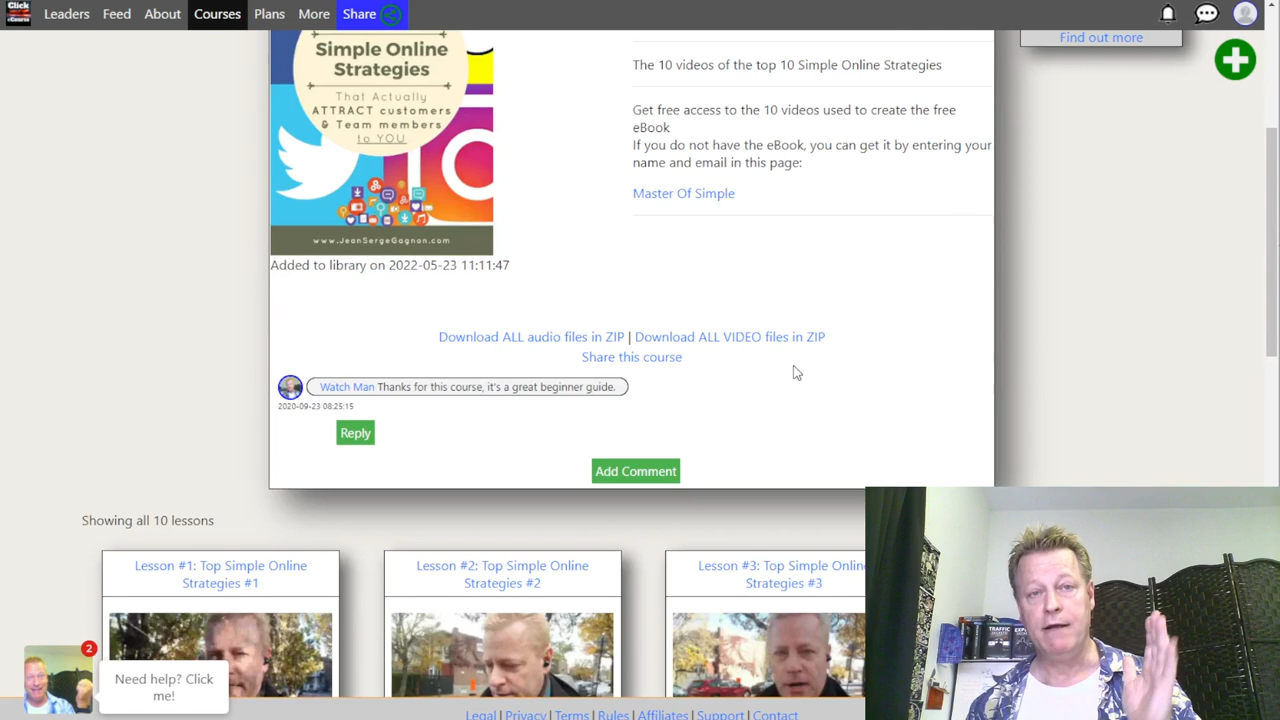 Click
eCourse
Leaders
Feed
About
Courses
Plans
More
Share
Find out more
Simple Online
Strategies
That Actually
ATTRACT customers
& Team members
to YOU
www.JeanSergeGagnon.com
Added to library on 2022-05-23 11:11:47
The 10 videos of the top 10 Simple Online Strategies
Get free access to the 10 videos used to create the free
eBook
If you do not have the eBook, you can get it by entering your
name and email in this page:
Master Of Simple
Download ALL audio files in ZIP | Download ALL VIDEO files in ZIP
Share this course
Watch Man Thanks for this course, it's a great beginner guide.
2020-09-23 08:25:15
Reply
Add Comment
Showing all 10 lessons
Lesson #1: Top Simple Online
Strategies #1
Lesson #2: Top Simple Online
Strategies #2
Lesson #3: Top Simple Onlin
Strategies #3
2
Need help? Click
me!
Legal | Privacy | Terms | Rules | Affiliates | Support | Contact
TRAFFIC